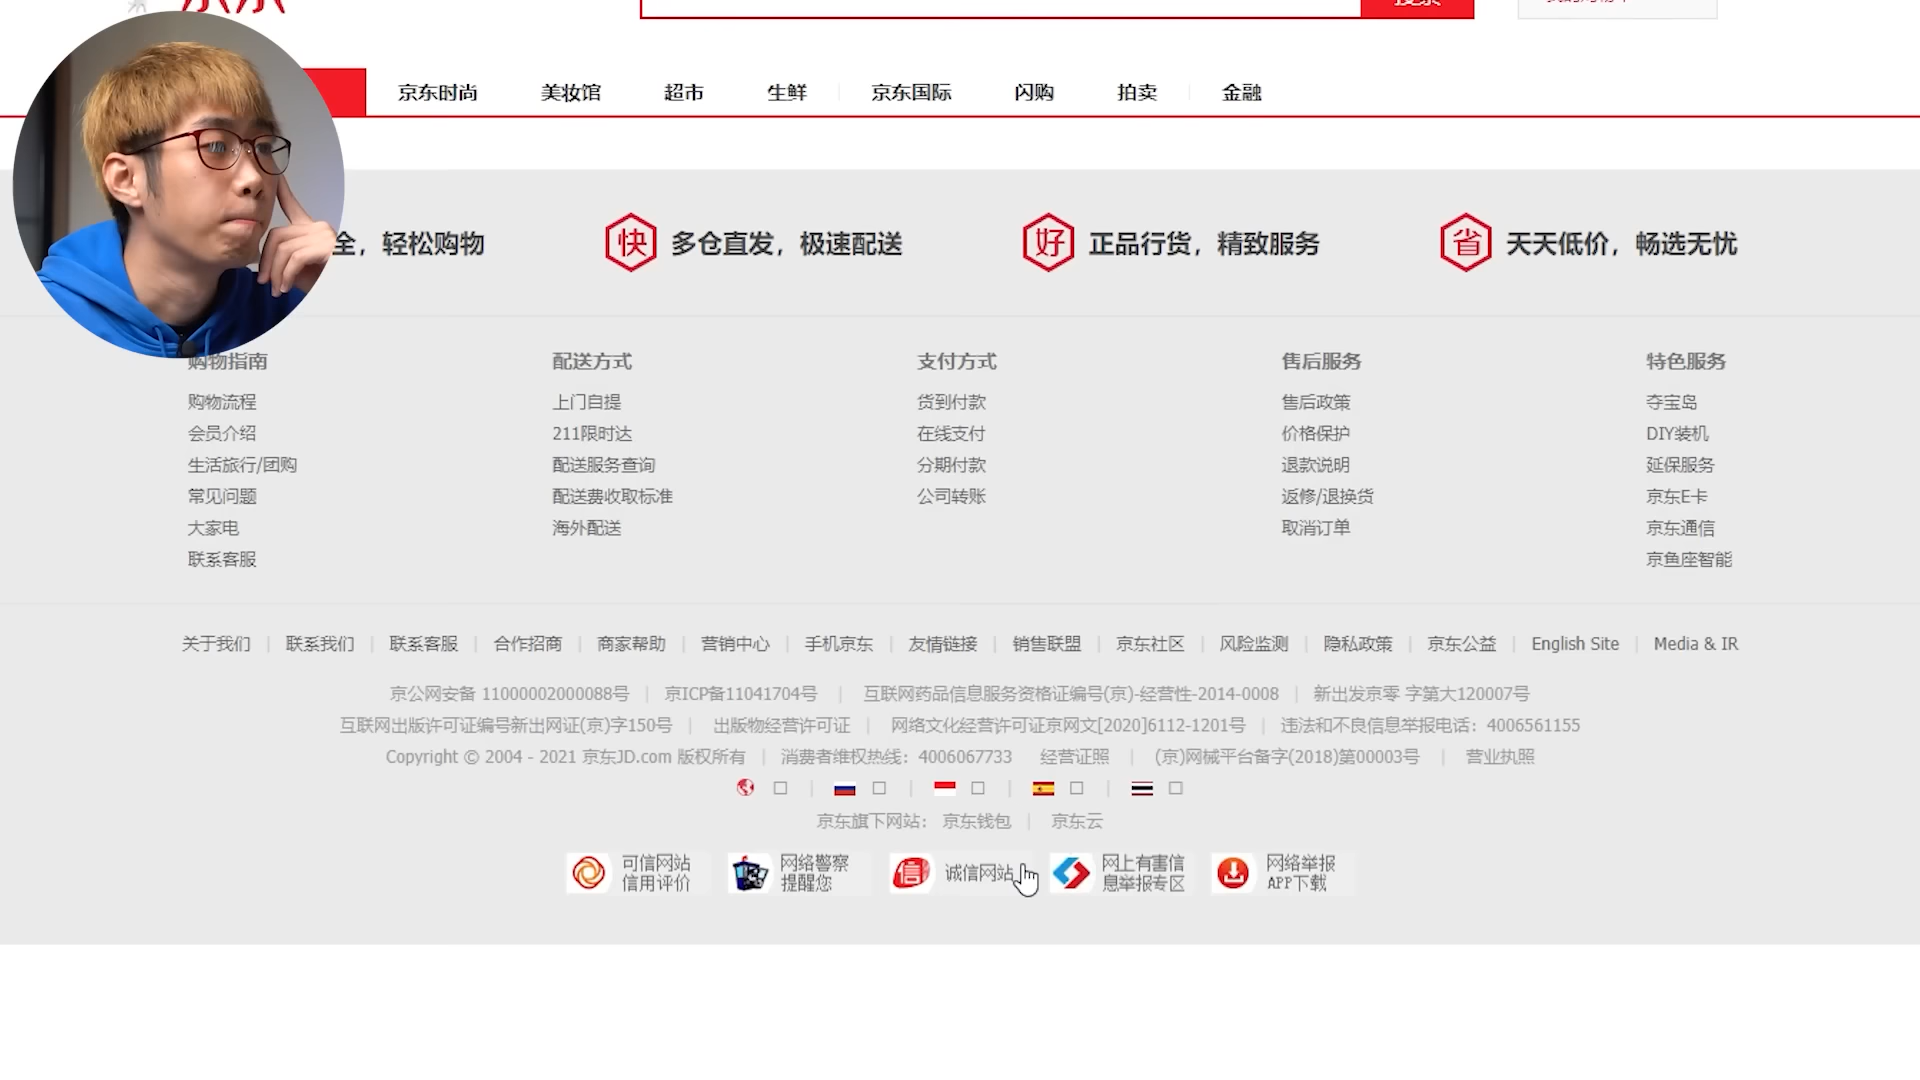 京东时尚 美妆馆 超市 生鲜 京东国际 闪购 拍卖 金融
全，轻松购物 快 多仓直发，极速配送 好 正品行货，精致服务 省 天天低价，畅选无忧
购物指南 配送方式 支付方式 售后服务 特色服务
购物流程 上门自提 货到付款 售后政策 夺宝岛
会员介绍 211限时达 在线支付 价格保护 DIY装机
生活旅行/团购 配送服务查询 分期付款 退款说明 延保服务
常见问题 配送费收取标准 公司转账 返修/退换货 京东E卡
大家电 海外配送 取消订单 京东通信
联系客服 京鱼座智能
关于我们 | 联系我们 | 联系客服 | 合作招商 | 商家帮助 | 营销中心 | 手机京东 | 友情链接 | 销售联盟 | 京东社区 | 风险监测 | 隐私政策 | 京东公益 | English Site | Media & IR
京公网安备 11000002000088号 | 京ICP备11041704号 | 互联网药品信息服务资格证编号(京)-经营性-2014-0008 | 新出发京零 字第大120007号
互联网出版许可证编号新出网证(京)字150号 | 出版物经营许可证 | 网络文化经营许可证京网文[2020]6112-1201号 | 违法和不良信息举报电话：4006561155
Copyright © 2004 - 2021 京东JD.com 版权所有 | 消费者维权热线：4006067733 经营证照 | (京)网械平台备字(2018)第00003号 | 营业执照
京东旗下网站： 京东钱包 | 京东云
可信网站 网络警察 诚信网站 网上有害信 网络举报
信用评价 提醒您 息举报专区 APP下载